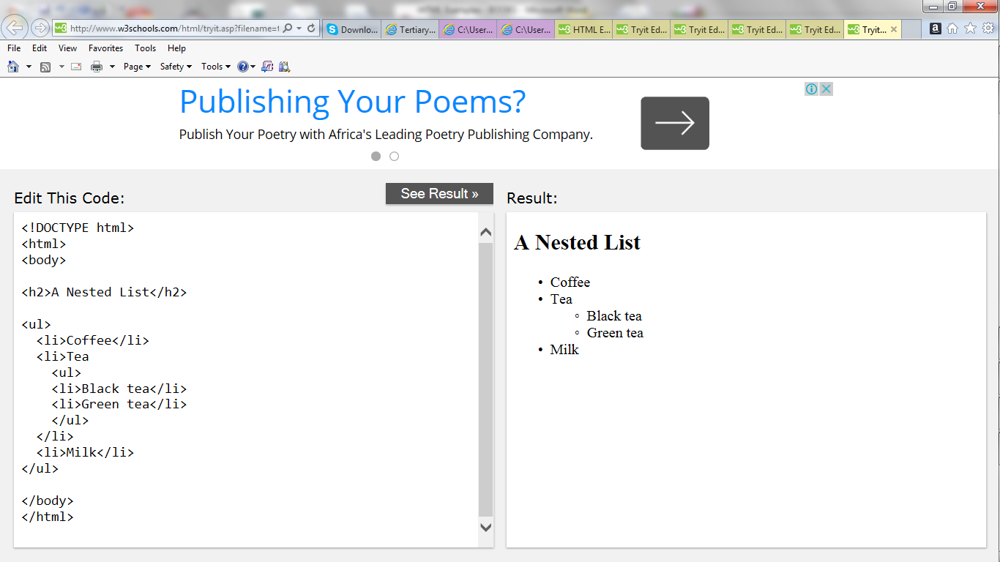 http://www.w3schools.com/html/tryit.asp?filename=t
Downlo...
Tertiary...
C:\User...
C:\User...
HTML E...
Tryit Ed...
Tryit Ed...
Tryit Ed...
Tryit Ed...
Tryit...
File Edit View Favorites Tools Help
Page Safety Tools
Publishing Your Poems?
Publish Your Poetry with Africa's Leading Poetry Publishing Company.
Edit This Code:
See Result »
<!DOCTYPE html>
<html>
<body>
<h2>A Nested List</h2>
<ul>
<li>Coffee</li>
<li>Tea
<ul>
<li>Black tea</li>
<li>Green tea</li>
</ul>
</li>
<li>Milk</li>
</ul>
</body>
</html>
Result:
A Nested List
• Coffee
• Tea
◦ Black tea
◦ Green tea
• Milk